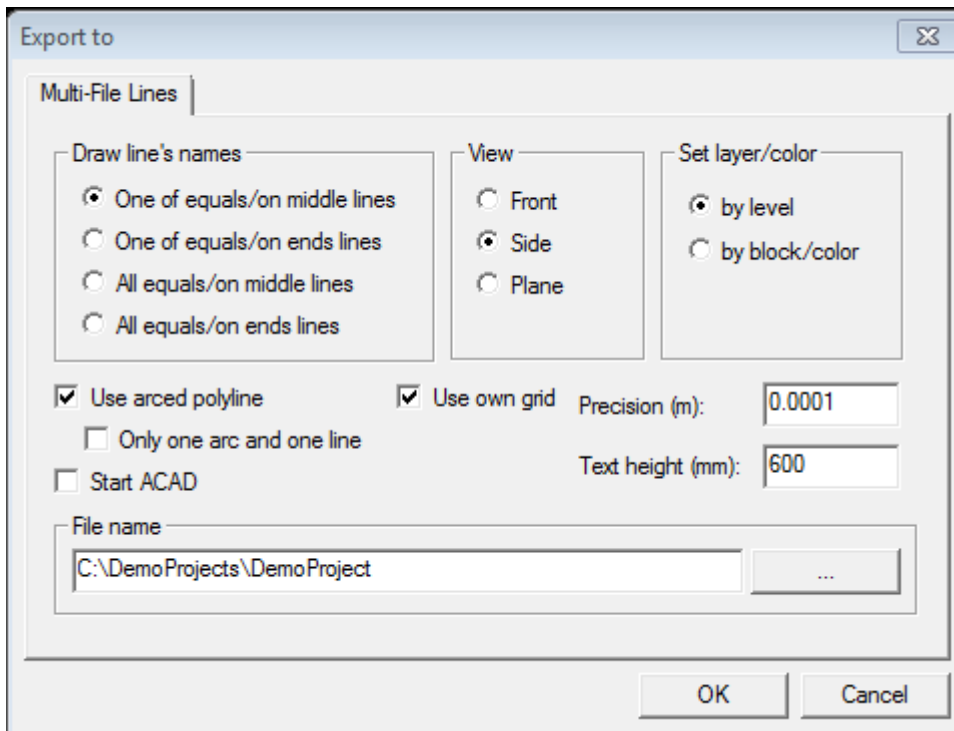 Export to
Multi-File Lines
Draw line's names
One of equals/on middle lines
One of equals/on ends lines
All equals/on middle lines
All equals/on ends lines
View
Front
Side
Plane
Set layer/color
by level
by block/color
Use arced polyline
Only one arc and one line
Start ACAD
Use own grid
Precision (m):
0.0001
Text height (mm):
600
File name
C:\DemoProjects\DemoProject
...
OK
Cancel